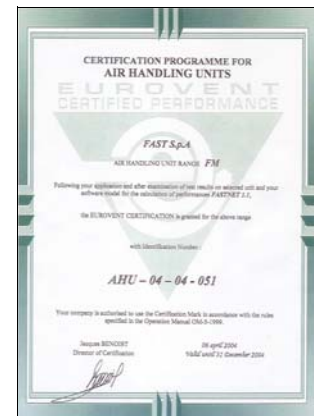 CERTIFICATION PROGRAMME FOR
AIR HANDLING UNITS
EUROVENT
CERTIFIED PERFORMANCE
FAST S.p.A
AIR HANDLING UNIT RANGE FM
Following your application and after examination of test results on selected unit and your
software model for the calculation of performances FASTNET 1.1,
the EUROVENT CERTIFICATION is granted for the above range
with Identification Number :
AHU – 04 – 04 - 051
Your company is authorised to use the Certification Mark in accordance with the rules
specified in the Operation Manual OM-5-1998.
Jacques BENOIST
Director of Certification
06 april 2004
Valid until 31 December 2004